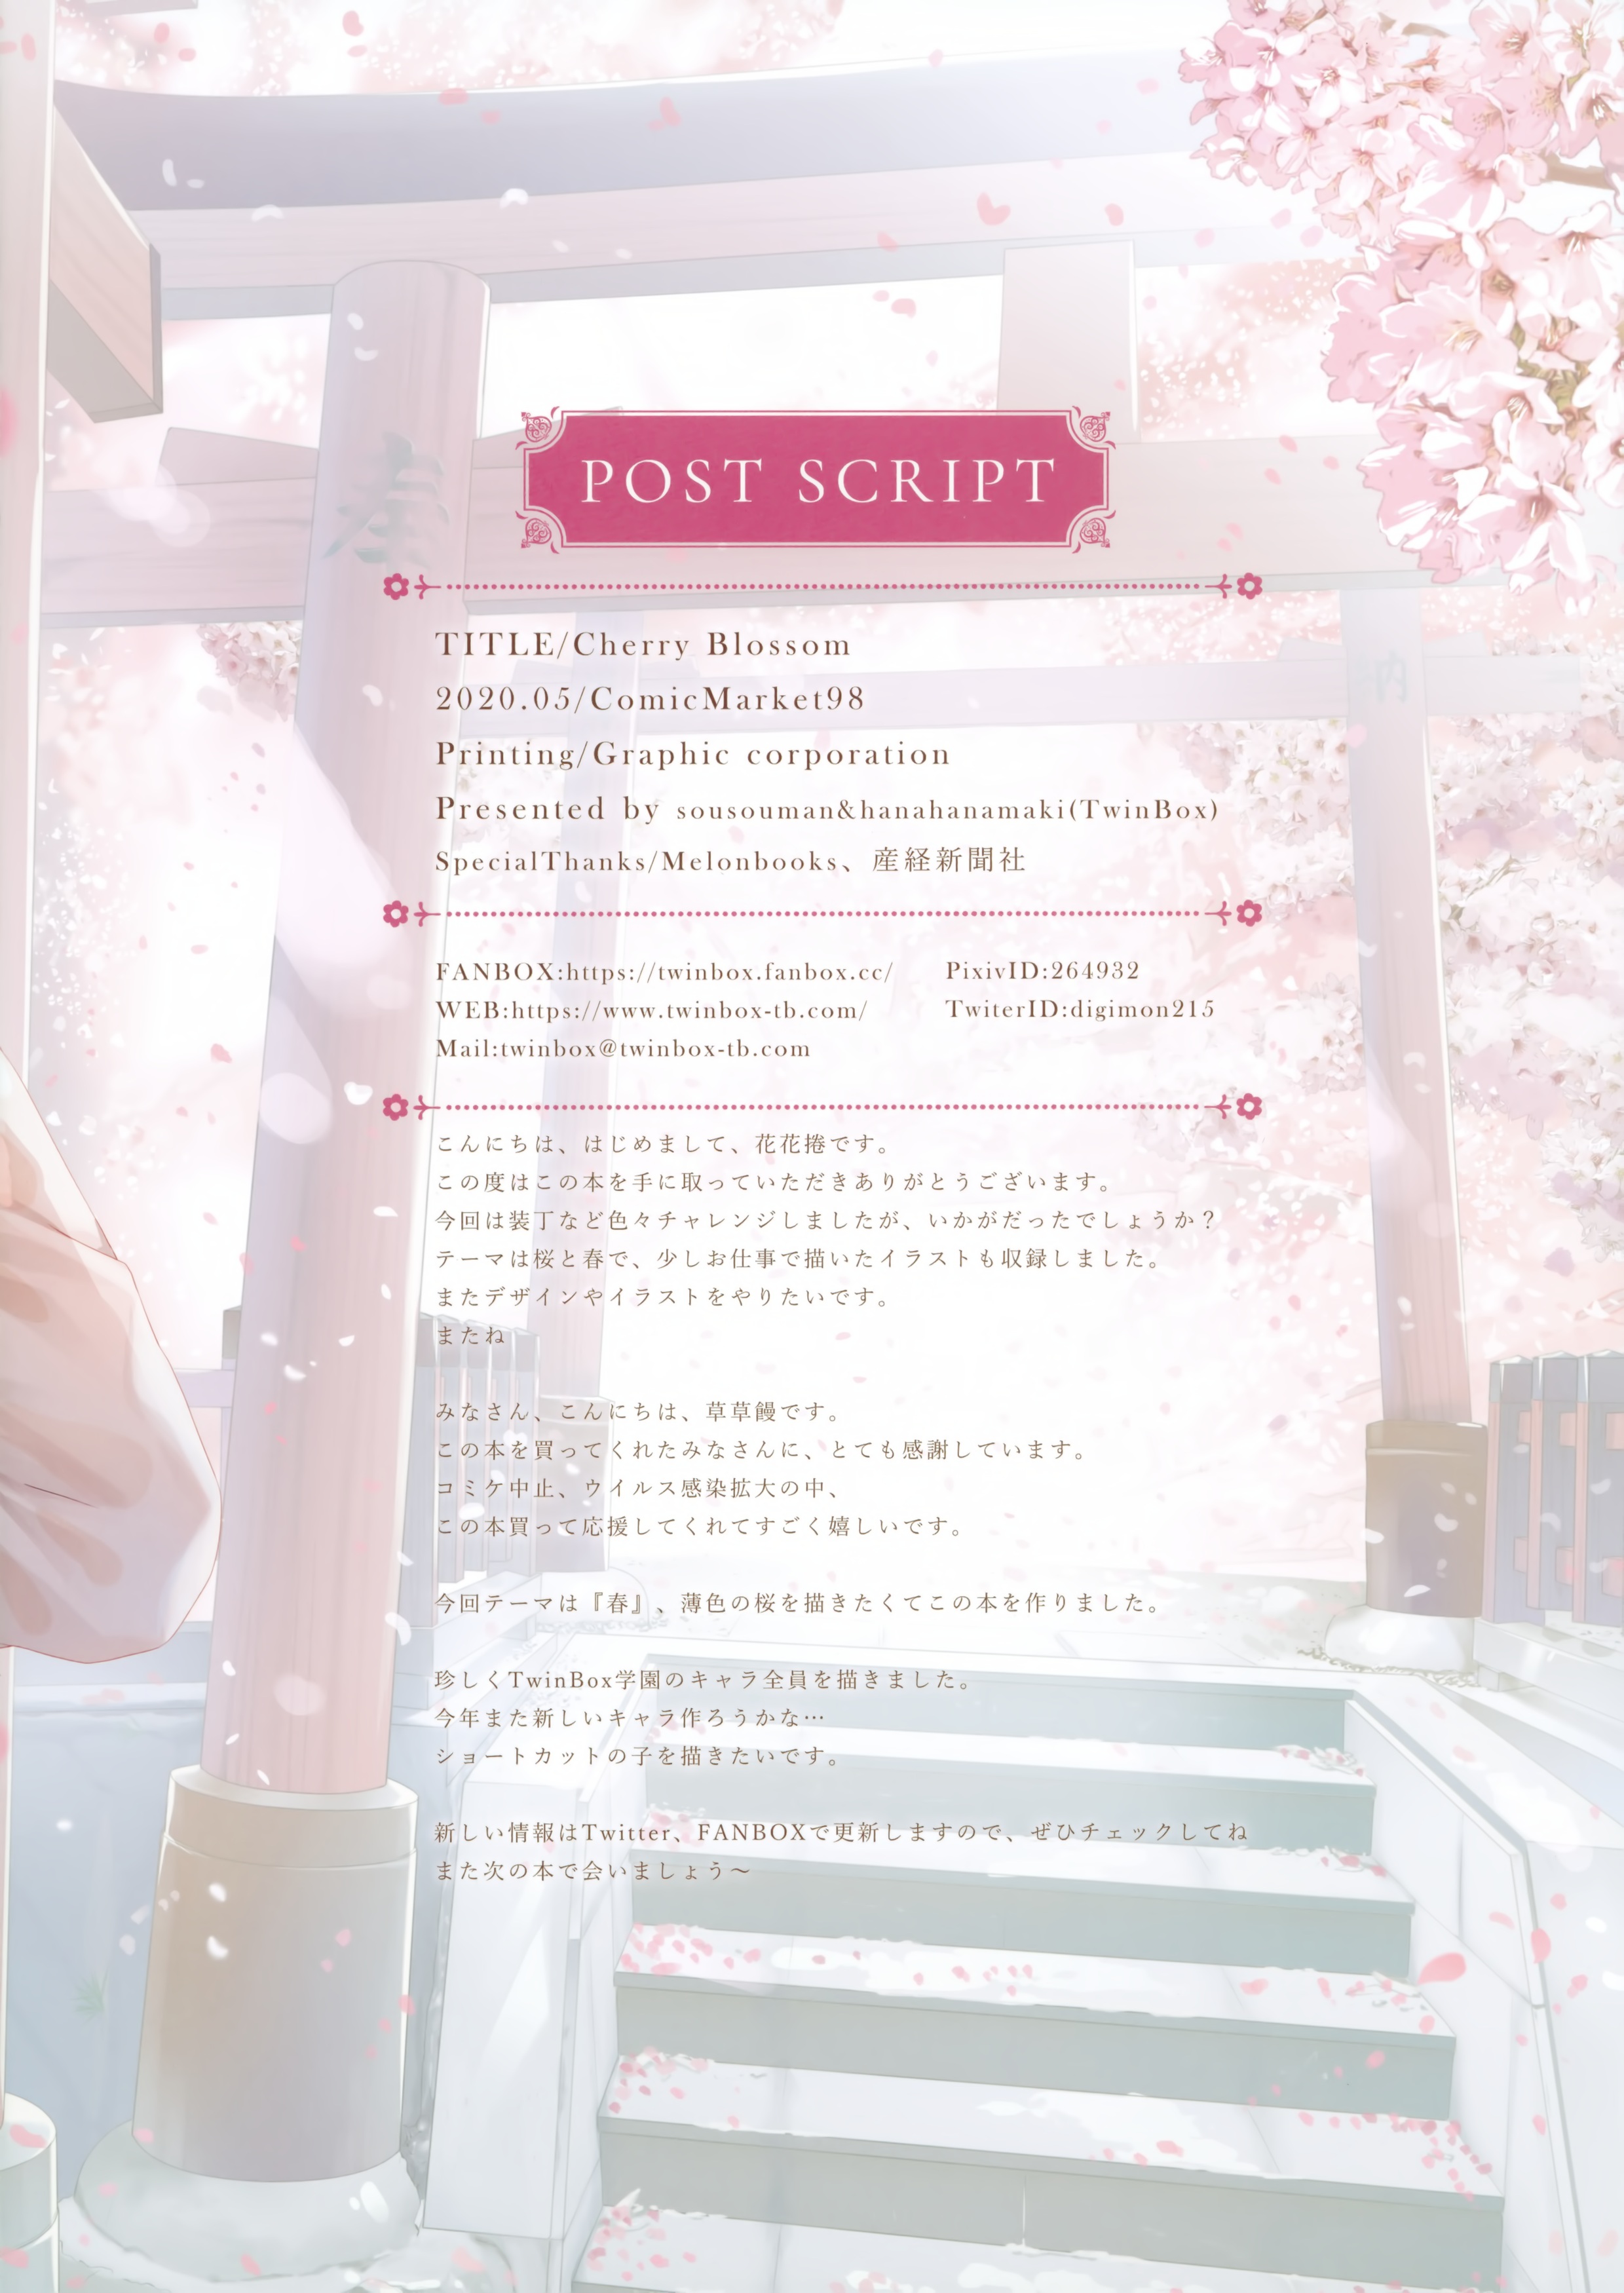 POST SCRIPT
TITLE/Cherry Blossom
2020.05/ComicMarket98
Printing/Graphic corporation
Presented by sousouman&hanahanamaki(TwinBox)
SpecialThanks/Melonbooks、産経新聞社
FANBOX:https://twinbox.fanbox.cc/
PixivID:264932
WEB:https://www.twinbox-tb.com/
TwiterID:digimon215
Mail:twinbox@twinbox-tb.com
こんにちは、はじめまして、花花捲です。
この度はこの本を手に取っていただきありがとうございます。
今回は装丁など色々チャレンジしましたが、いかがだったでしょうか？
テーマは桜と春で、少しお仕事で描いたイラストも収録しました。
またデザインやイラストをやりたいです。
またね
みなさん、こんにちは、草草饅です。
この本を買ってくれたみなさんに、とても感謝しています。
コミケ中止、ウイルス感染拡大の中、
この本買って応援してくれてすごく嬉しいです。
今回テーマは『春』、薄色の桜を描きたくてこの本を作りました。
珍しくTwinBox学園のキャラ全員を描きました。
今年また新しいキャラ作ろうかな…
ショートカットの子を描きたいです。
新しい情報はTwitter、FANBOXで更新しますので、ぜひチェックしてね
また次の本で会いましょう～
奉
納